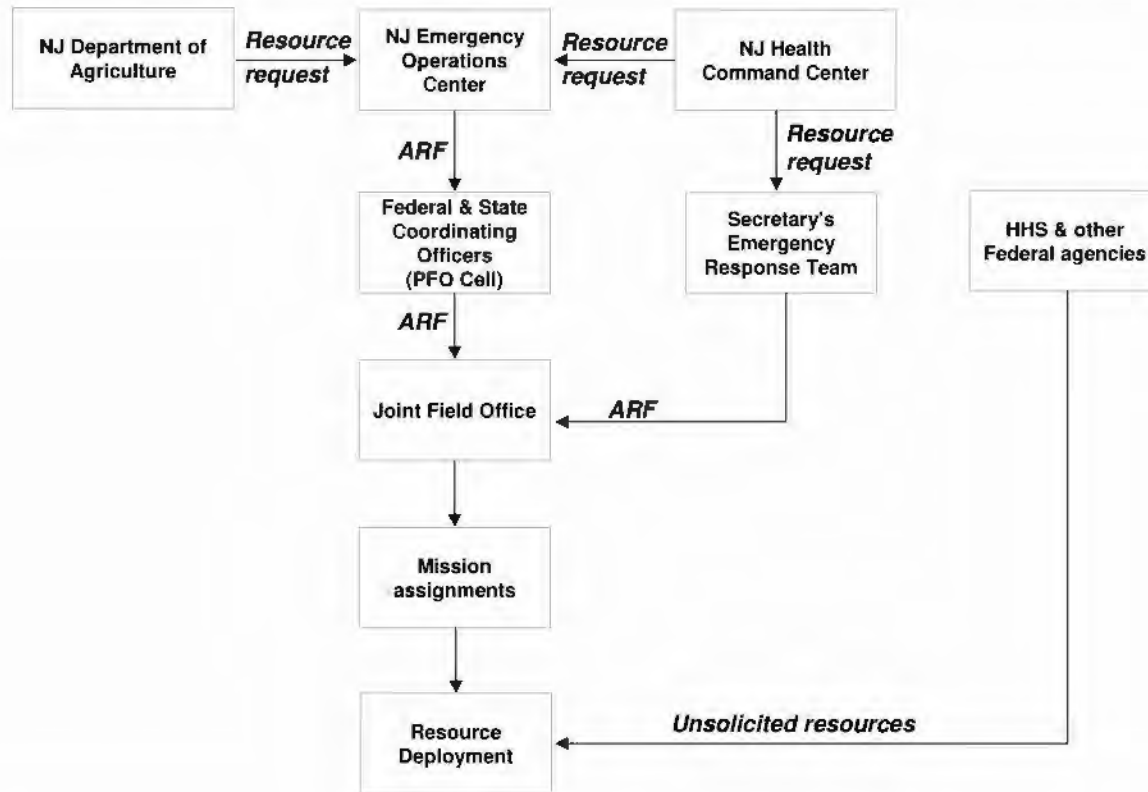 NJ Department of
Agriculture
Resource
request
NJ Emergency
Operations
Center
Resource
request
NJ Health
Command Center
ARF
Resource
request
Federal & State
Coordinating
Officers
(PFO Cell)
Secretary's
Emergency
Response Team
HHS & other
Federal agencies
ARF
Joint Field Office
ARF
Mission
assignments
Resource
Deployment
Unsolicited resources